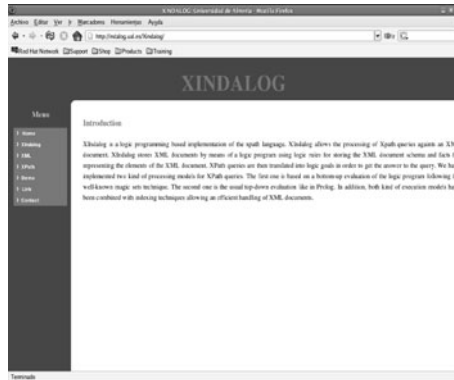 XINDALOG: Universidad de Almeria - Mozilla Firefox
Archivo Editar Ver Ir Marcadores Herramientas Ayuda
http://indalog.ual.es/Xindalog/
Red Hat Network Support Shop Products Training
XINDALOG
Menu
Home
Xindalog
XML
XPath
Demo
Link
Contact
Introduction
Xindalog is a logic programming based implementation of the xpath language. Xindalog allows the processing of Xpath queries againts an XM
document. Xindalog stores XML documents by means of a logic program using logic rules for storing the XML document schema and facts f
representing the elements of the XML document. XPath queries are then translated into logic goals in order to get the answer to the query. We ha
implemented two kind of processing models for XPath queries. The first one is based on a bottom-up evaluation of the logic program following
well-known magic sets technique. The second one is the usual top-down evaluation like in Prolog. In addition, both kind of execution models ha
been combined with indexing techniques allowing an efficient handling of XML documents.
Terminado